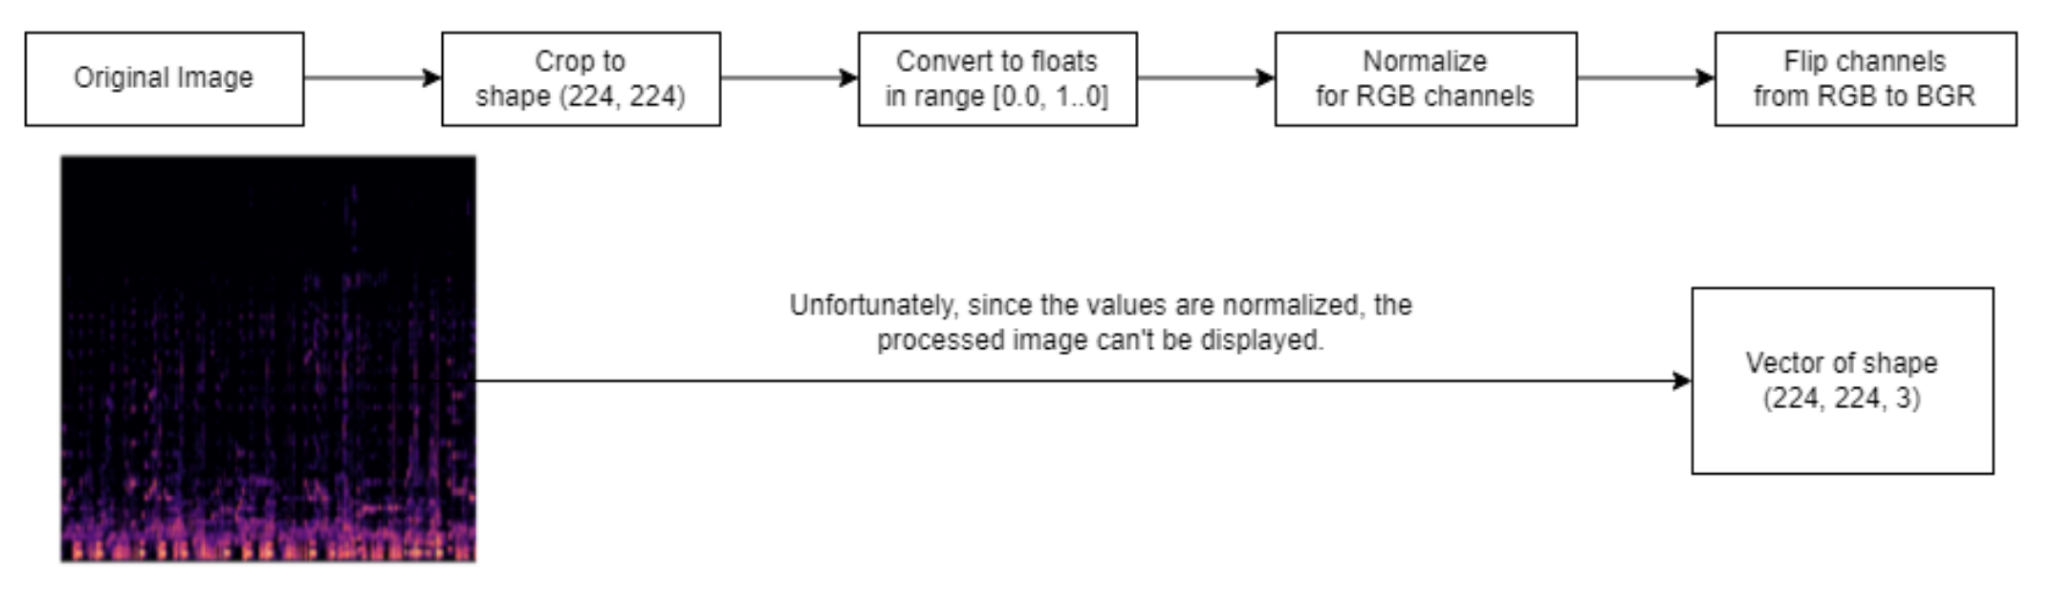 Original Image
Crop to
shape (224, 224)
Convert to floats
in range [0.0, 1..0]
Normalize
for RGB channels
Flip channels
from RGB to BGR
Unfortunately, since the values are normalized, the
processed image can't be displayed.
Vector of shape
(224, 224, 3)